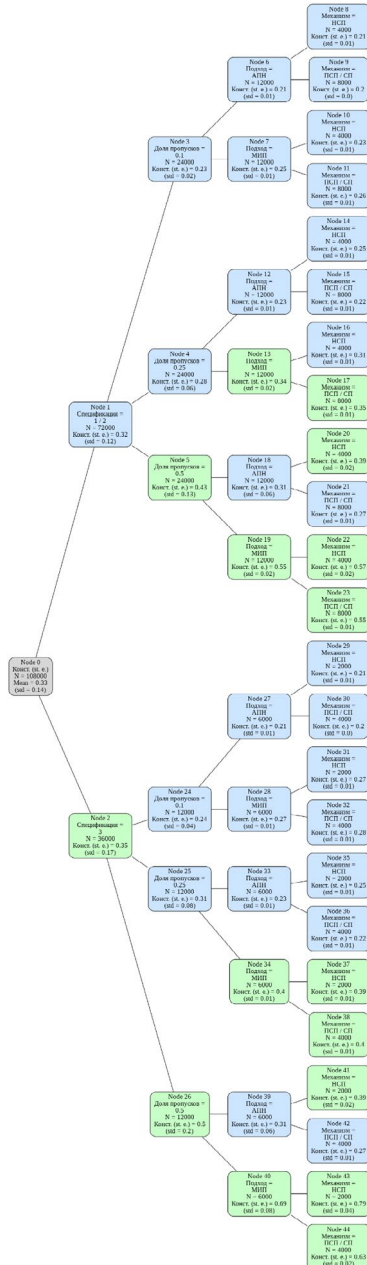 Node 8
Механизм =
НСП
N = 4000
Конст. (st. e.) = 0.21
(std = 0.01)
Node 6
Подход =
АПН
N = 12000
Конст. (st. e.) = 0.21
(std = 0.01)
Node 9
Механизм =
ПСП / СП
N = 8000
Конст. (st. e.) = 0.2
(std = 0.0)
Node 10
Механизм =
НСП
N = 4000
Конст. (st. e.) = 0.23
(std = 0.01)
Node 3
Доля пропусков =
0.1
N = 24000
Конст. (st. e.) = 0.23
(std = 0.02)
Node 7
Подход =
МИП
N = 12000
Конст. (st. e.) = 0.25
(std = 0.01)
Node 11
Механизм =
ПСП / СП
N = 8000
Конст. (st. e.) = 0.26
(std = 0.01)
Node 14
Механизм =
НСП
N = 4000
Конст. (st. e.) = 0.25
(std = 0.01)
Node 12
Подход =
АПН
N = 12000
Конст. (st. e.) = 0.23
(std = 0.01)
Node 15
Механизм =
ПСП / СП
N = 8000
Конст. (st. e.) = 0.22
(std = 0.01)
Node 16
Механизм =
НСП
N = 4000
Конст. (st. e.) = 0.31
(std = 0.01)
Node 4
Доля пропусков =
0.25
N = 24000
Конст. (st. e.) = 0.28
(std = 0.06)
Node 13
Подход =
МИП
N = 12000
Конст. (st. e.) = 0.34
(std = 0.02)
Node 17
Механизм =
ПСП / СП
N = 8000
Конст. (st. e.) = 0.35
(std = 0.01)
Node 1
Спецификация =
1 / 2
N = 72000
Конст. (st. e.) = 0.32
(std = 0.12)
Node 20
Механизм =
НСП
N = 4000
Конст. (st. e.) = 0.39
(std = 0.02)
Node 5
Доля пропусков =
0.5
N = 24000
Конст. (st. e.) = 0.43
(std = 0.13)
Node 18
Подход =
АПН
N = 12000
Конст. (st. e.) = 0.31
(std = 0.06)
Node 21
Механизм =
ПСП / СП
N = 8000
Конст. (st. e.) = 0.27
(std = 0.01)
Node 19
Подход =
МИП
N = 12000
Конст. (st. e.) = 0.55
(std = 0.02)
Node 22
Механизм =
НСП
N = 4000
Конст. (st. e.) = 0.57
(std = 0.02)
Node 23
Механизм =
ПСП / СП
N = 8000
Конст. (st. e.) = 0.55
(std = 0.01)
Node 0
Конст. (st. e.)
N = 108000
Mean = 0.33
(std = 0.14)
Node 29
Механизм =
НСП
N = 2000
Конст. (st. e.) = 0.21
(std = 0.01)
Node 27
Подход =
АПН
N = 6000
Конст. (st. e.) = 0.21
(std = 0.01)
Node 30
Механизм =
ПСП / СП
N = 4000
Конст. (st. e.) = 0.2
(std = 0.0)
Node 31
Механизм =
НСП
N = 2000
Конст. (st. e.) = 0.27
(std = 0.01)
Node 24
Доля пропусков =
0.1
N = 12000
Конст. (st. e.) = 0.24
(std = 0.04)
Node 28
Подход =
МИП
N = 6000
Конст. (st. e.) = 0.27
(std = 0.01)
Node 32
Механизм =
ПСП / СП
N = 4000
Конст. (st. e.) = 0.28
(std = 0.01)
Node 2
Спецификация =
3
N = 36000
Конст. (st. e.) = 0.35
(std = 0.17)
Node 35
Механизм =
НСП
N = 2000
Конст. (st. e.) = 0.25
(std = 0.01)
Node 25
Доля пропусков =
0.25
N = 12000
Конст. (st. e.) = 0.31
(std = 0.08)
Node 33
Подход =
АПН
N = 6000
Конст. (st. e.) = 0.23
(std = 0.01)
Node 36
Механизм =
ПСП / СП
N = 4000
Конст. (st. e.) = 0.22
(std = 0.01)
Node 34
Подход =
МИП
N = 6000
Конст. (st. e.) = 0.4
(std = 0.01)
Node 37
Механизм =
НСП
N = 2000
Конст. (st. e.) = 0.39
(std = 0.01)
Node 38
Механизм =
ПСП / СП
N = 4000
Конст. (st. e.) = 0.4
(std = 0.01)
Node 41
Механизм =
НСП
N = 2000
Конст. (st. e.) = 0.39
(std = 0.02)
Node 26
Доля пропусков =
0.5
N = 12000
Конст. (st. e.) = 0.5
(std = 0.2)
Node 39
Подход =
АПН
N = 6000
Конст. (st. e.) = 0.31
(std = 0.06)
Node 42
Механизм =
ПСП / СП
N = 4000
Конст. (st. e.) = 0.27
(std = 0.01)
Node 40
Подход =
МИП
N = 6000
Конст. (st. e.) = 0.69
(std = 0.08)
Node 43
Механизм =
НСП
N = 2000
Конст. (st. e.) = 0.79
(std = 0.04)
Node 44
Механизм =
ПСП / СП
N = 4000
Конст. (st. e.) = 0.63
(std = 0.02)